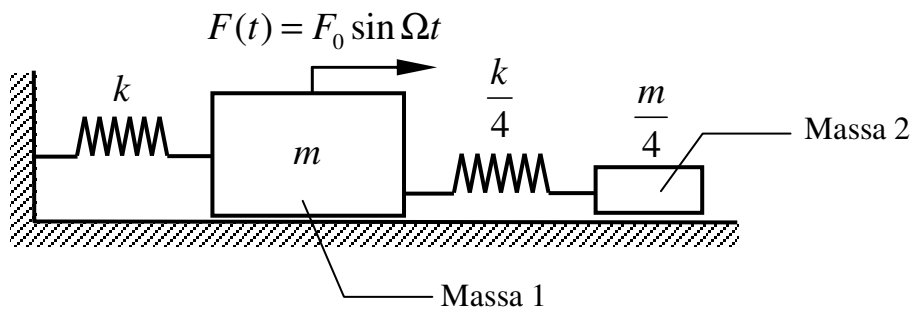 F(t) = F₀ sin Ωt
k
k/4
m/4
Massa 2
m
Massa 1